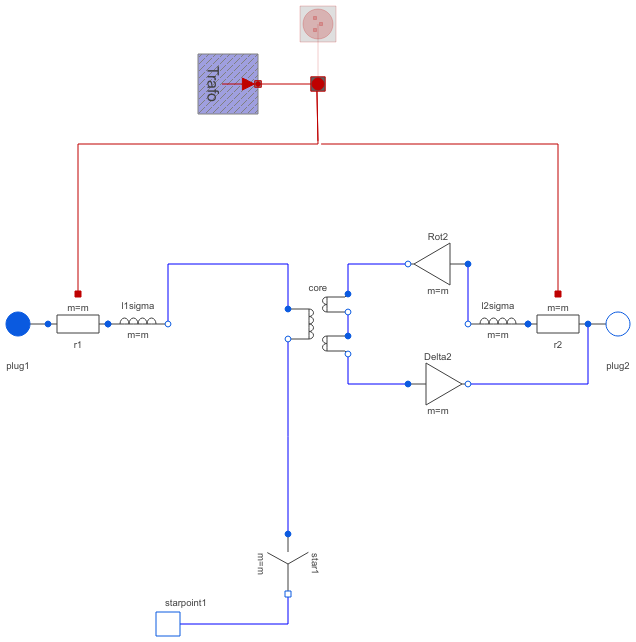 Trafo
Rot2
core
m=m
m=m
l1sigma
m=m
r1
l2sigma
m=m
m=m
r2
plug1
Delta2
m=m
plug2
m=m
star1
starpoint1